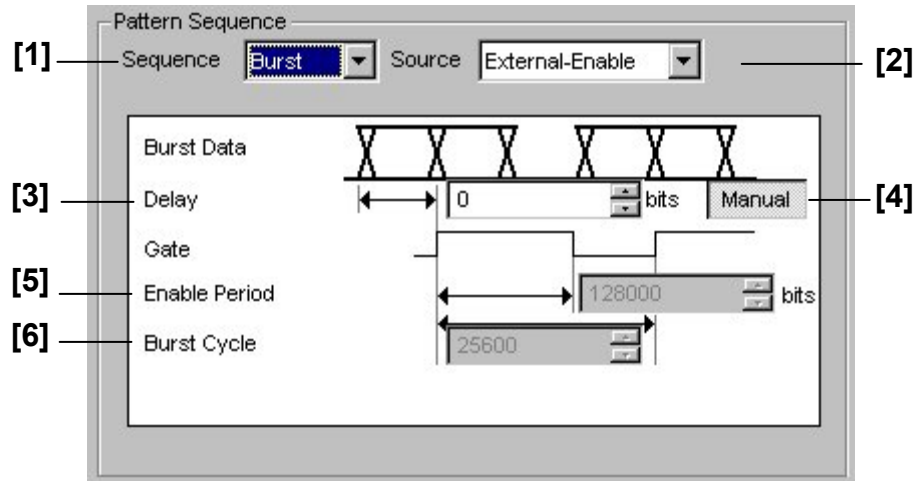 Pattern Sequence
[1] Sequence Burst Source External-Enable [2]
Burst Data
[3] Delay 0 bits Manual [4]
Gate
[5] Enable Period 128000 bits
[6] Burst Cycle 25600